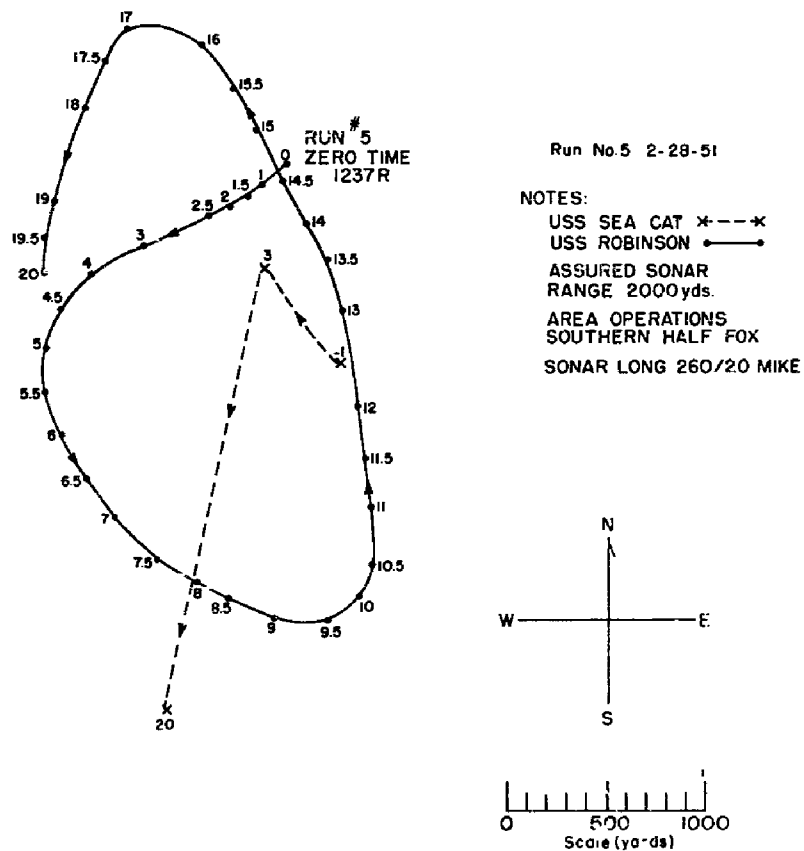 RUN #5
ZERO TIME
1237R
0
1
1.5
2
2.5
3
4
4.5
5
5.5
6
6.5
7
7.5
8
8.5
9
9.5
10
10.5
11
11.5
12
13
13.5
14
14.5
15
15.5
16
17
17.5
18
19
19.5
20
-1
3
20
Run No.5 2-28-51
NOTES:
USS SEA CAT x----x
USS ROBINSON
ASSURED SONAR
RANGE 2000yds.
AREA OPERATIONS
SOUTHERN HALF FOX
SONAR LONG 260/20 MIKE
N
W E
S
0 500 1000
Scale (yards)